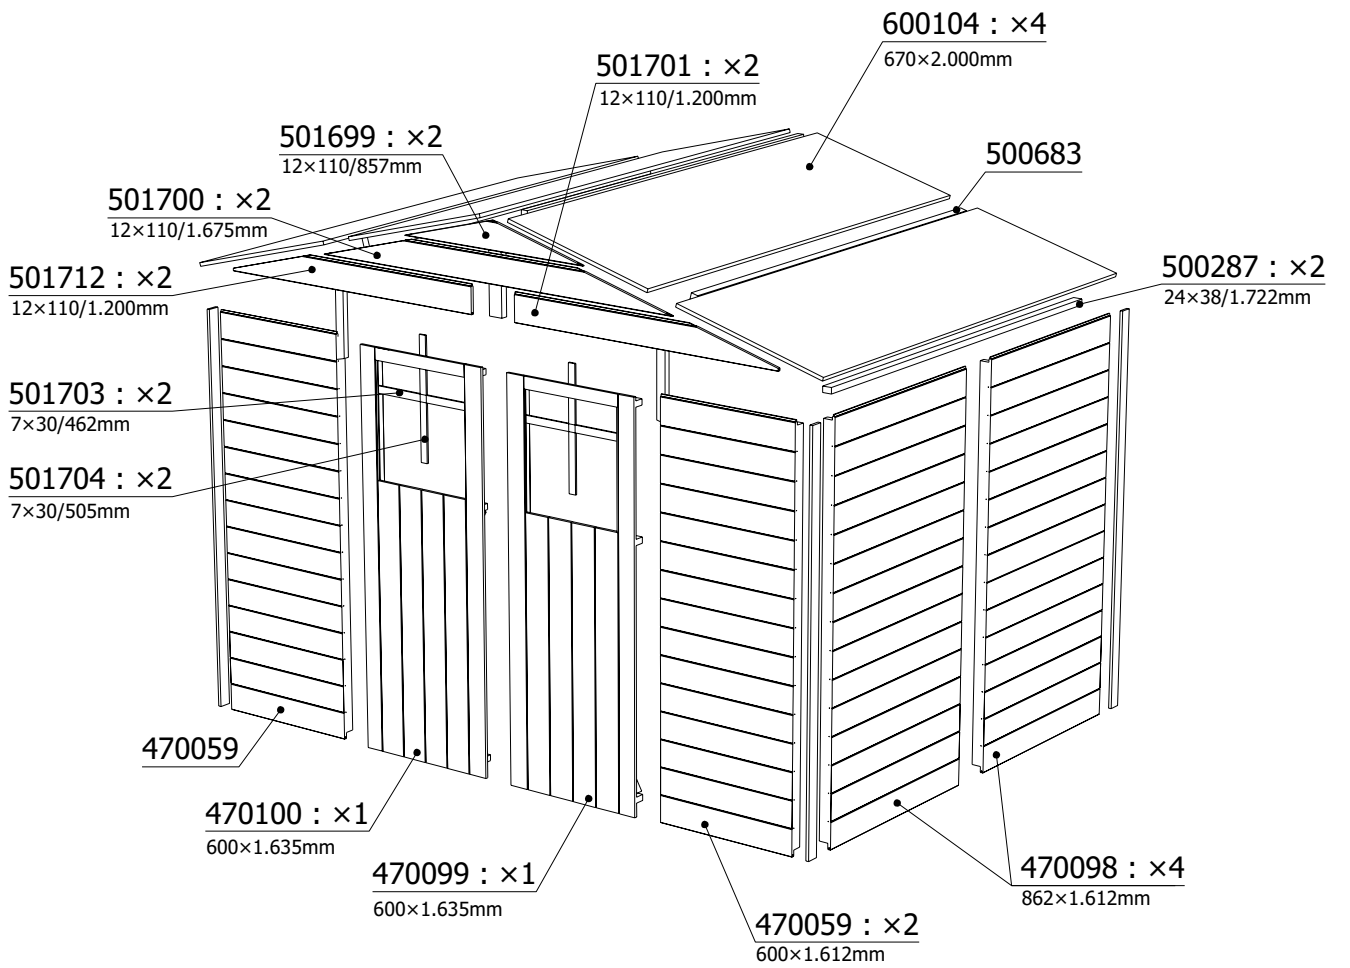 600104 : ×4
670×2.000mm
501701 : ×2
12×110/1.200mm
501699 : ×2
12×110/857mm
500683
501700 : ×2
12×110/1.675mm
501712 : ×2
12×110/1.200mm
500287 : ×2
24×38/1.722mm
501703 : ×2
7×30/462mm
501704 : ×2
7×30/505mm
470059
470100 : ×1
600×1.635mm
470099 : ×1
600×1.635mm
470098 : ×4
862×1.612mm
470059 : ×2
600×1.612mm